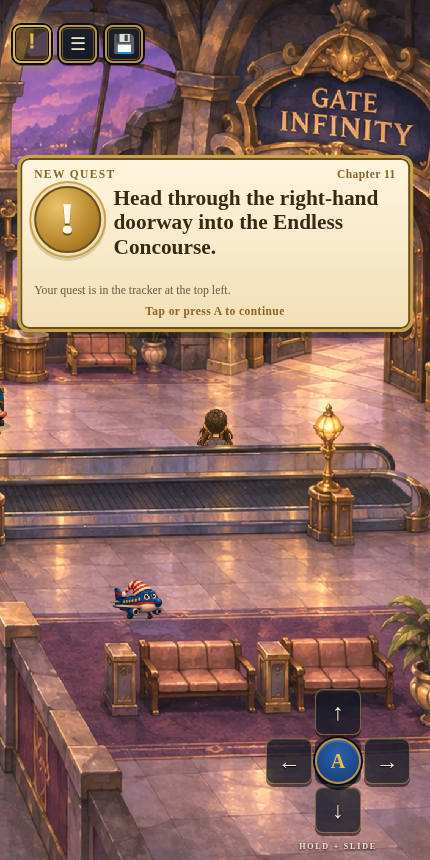 !
☰
GATE
INFINITY
NEW QUEST
Chapter 11
!
Head through the right-hand
doorway into the Endless
Concourse.
Your quest is in the tracker at the top left.
Tap or press A to continue
↑
← A →
↓
HOLD + SLIDE